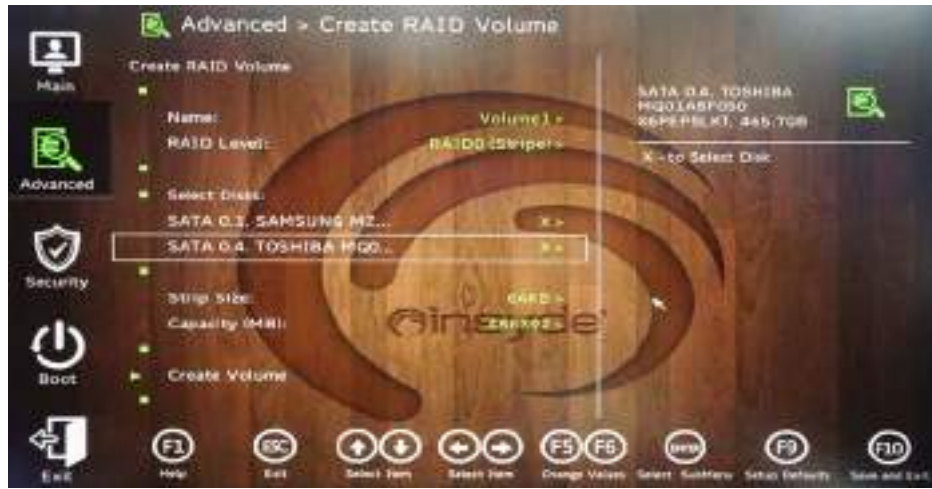 Advanced > Create RAID Volume
Main
Create RAID Volume
Name: Volume1 >
RAID Level: RAID0 (Stripe) >
SATA 0.4, TOSHIBA
465.7GB
X - to Select Disk
Advanced
Select Disks:
SATA 0.1, SAMSUNG MZ... X >
SATA 0.4, TOSHIBA MQ0... X >
Security
Strip Size:
Capacity (MB):
insyde
Boot
Create Volume
Exit
F1 ESC F5 F6 ENTER F9 F10
Help Exit Select Item Select Item Change Values Select SubMenu Setup Defaults Save and Exit